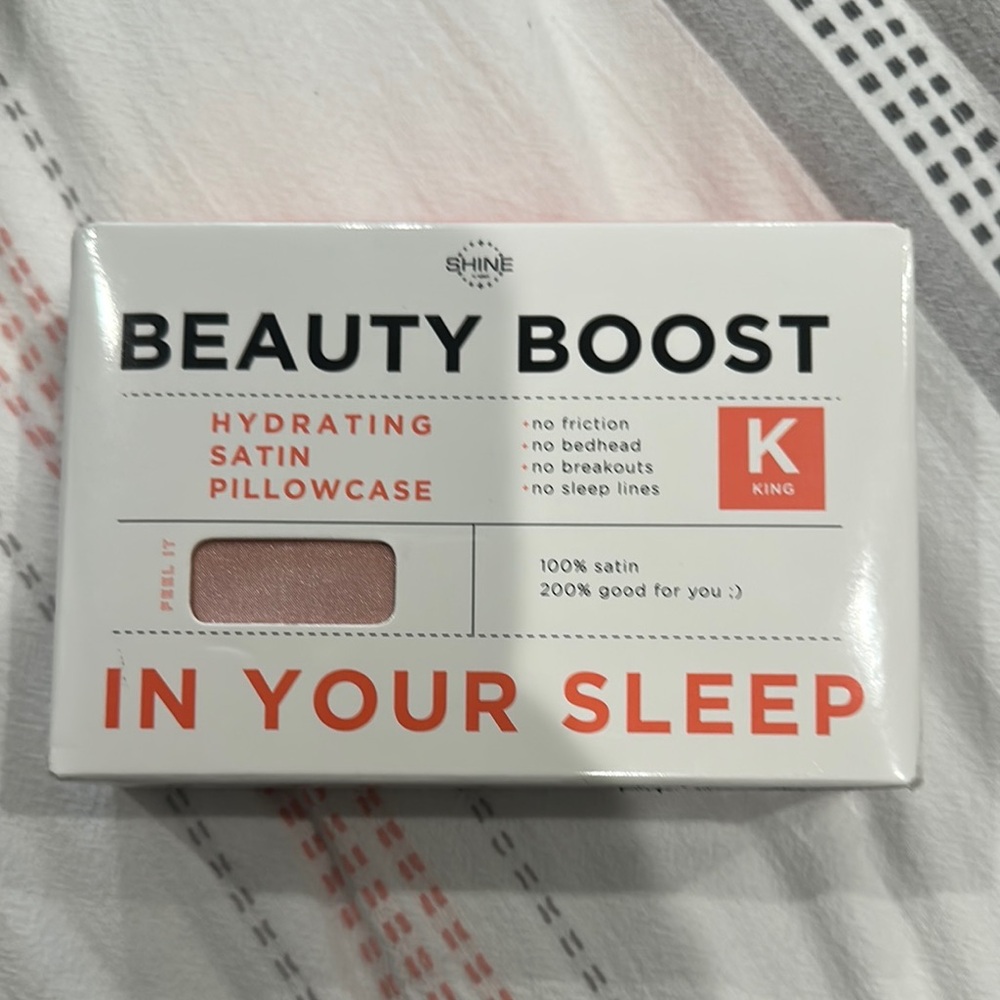 SHINE
BEAUTY BOOST
HYDRATING
SATIN
PILLOWCASE
no friction
no bedhead
no breakouts
no sleep lines
K
KING
FEEL IT
100% satin
200% good for you :)
IN YOUR SLEEP